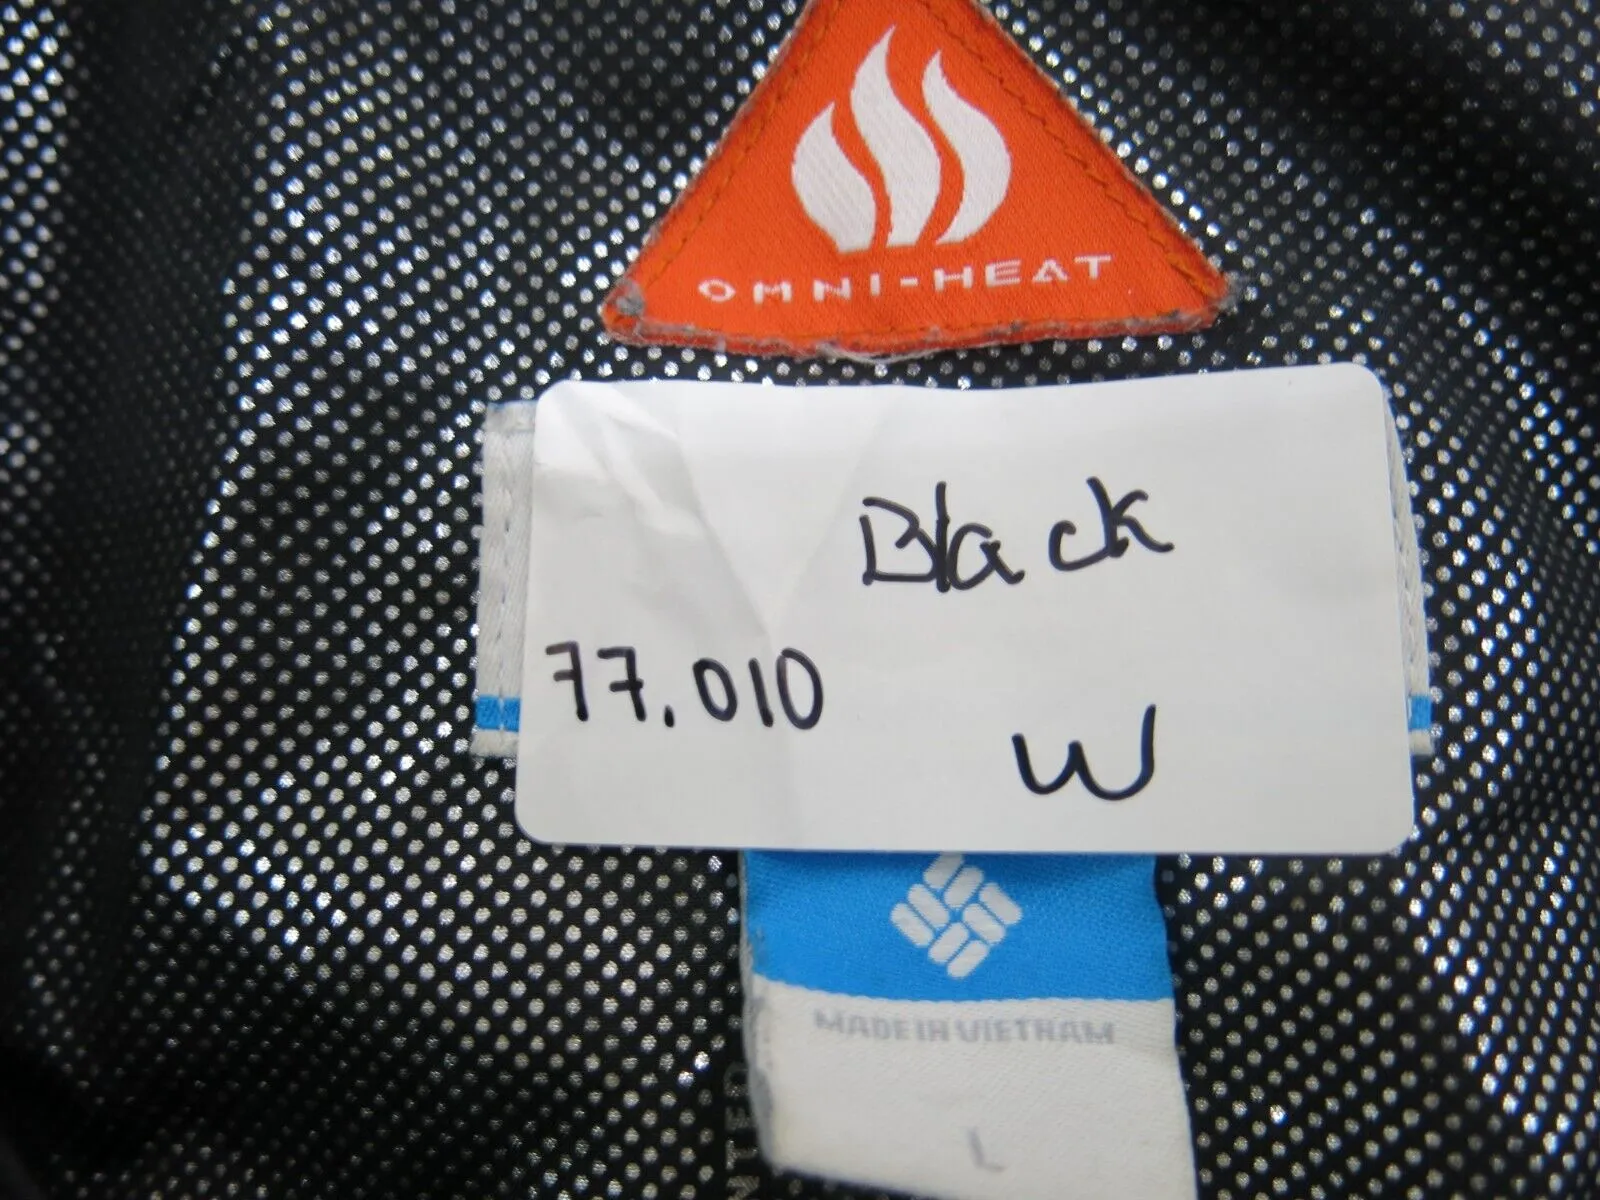 OMNI-HEAT
Black
77.010
W
MADE IN VIETNAM
L